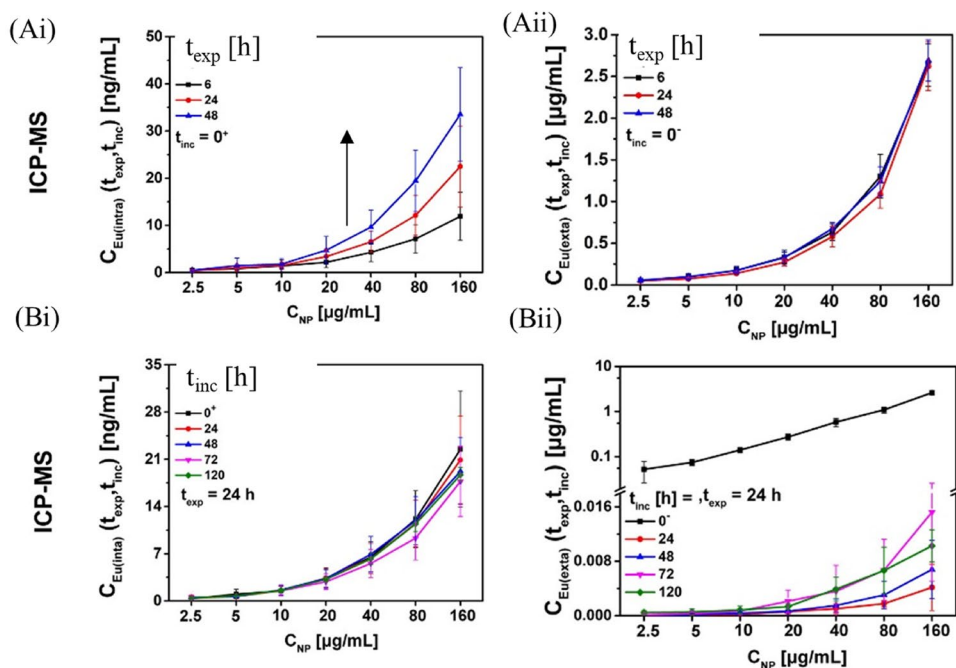 (Ai)
ICP-MS
C_Eu(intra) (t_exp,t_inc) [ng/mL]
50
40
30
20
10
0
t_exp [h]
6
24
48
t_inc = 0⁺
2.5 5 10 20 40 80 160
C_NP [µg/mL]
(Aii)
C_Eu(exta) (t_exp,t_inc) [µg/mL]
3.0
2.5
2.0
1.5
1.0
0.5
0.0
t_exp [h]
6
24
48
t_inc = 0⁻
2.5 5 10 20 40 80 160
C_NP [µg/mL]
(Bi)
ICP-MS
C_Eu(inta) (t_exp,t_inc) [ng/mL]
35
28
21
14
7
0
t_inc [h]
0⁺
24
48
72
120
t_exp = 24 h
2.5 5 10 20 40 80 160
C_NP [µg/mL]
(Bii)
C_Eu(exta) (t_exp,t_inc) [µg/mL]
10
1
0.1
0.016
0.008
0.000
t_inc [h] = ,t_exp = 24 h
0⁻
24
48
72
120
2.5 5 10 20 40 80 160
C_NP [µg/mL]